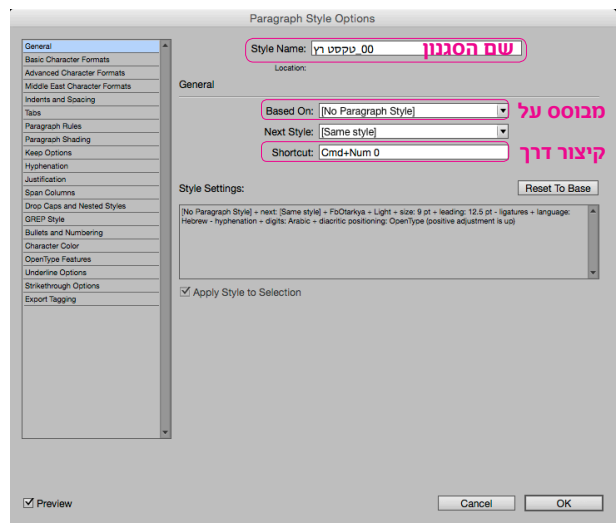 Paragraph Style Options
General
Basic Character Formats
Advanced Character Formats
Middle East Character Formats
Indents and Spacing
Tabs
Paragraph Rules
Paragraph Shading
Keep Options
Hyphenation
Justification
Span Columns
Drop Caps and Nested Styles
GREP Style
Bullets and Numbering
Character Color
OpenType Features
Underline Options
Strikethrough Options
Export Tagging
Style Name: 00_טקסט רץ שם הסגנון
Location:
General
Based On: [No Paragraph Style] מבוסס על
Next Style: [Same style]
Shortcut: Cmd+Num 0 קיצור דרך
Style Settings: Reset To Base
[No Paragraph Style] + next: [Same style] + FbOtarkya + Light + size: 9 pt + leading: 12.5 pt - ligatures + language:
Hebrew - hyphenation + digits: Arabic + diacritic positioning: OpenType (positive adjustment is up)
Apply Style to Selection
Preview Cancel OK